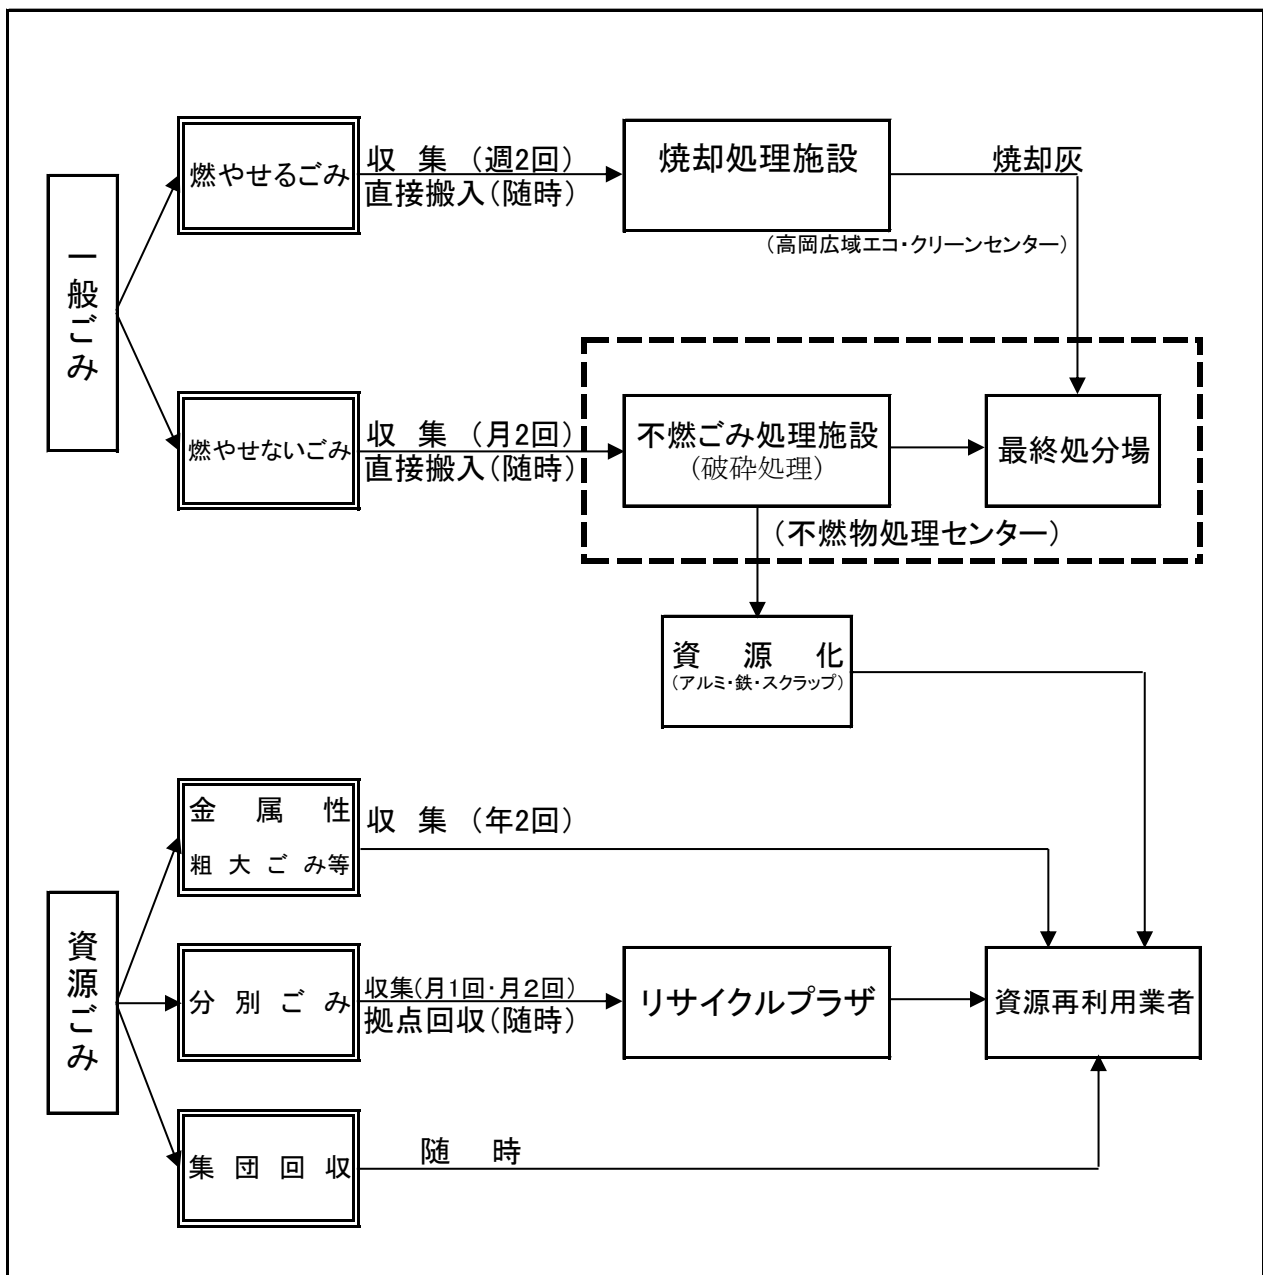 一般ごみ
燃やせるごみ
収 集 （週2回）
直接搬入（随時）
焼却処理施設
焼却灰
（高岡広域エコ・クリーンセンター）
燃やせないごみ
収 集 （月2回）
直接搬入（随時）
不燃ごみ処理施設
（破砕処理）
最終処分場
（不燃物処理センター）
資 源 化
（アルミ・鉄・スクラップ）
資源ごみ
金 属 性
粗 大 ご み等
収 集 （年2回）
分 別 ご み
収集(月1回・月２回)
拠点回収（随時）
リサイクルプラザ
資源再利用業者
集 団 回 収
随 時